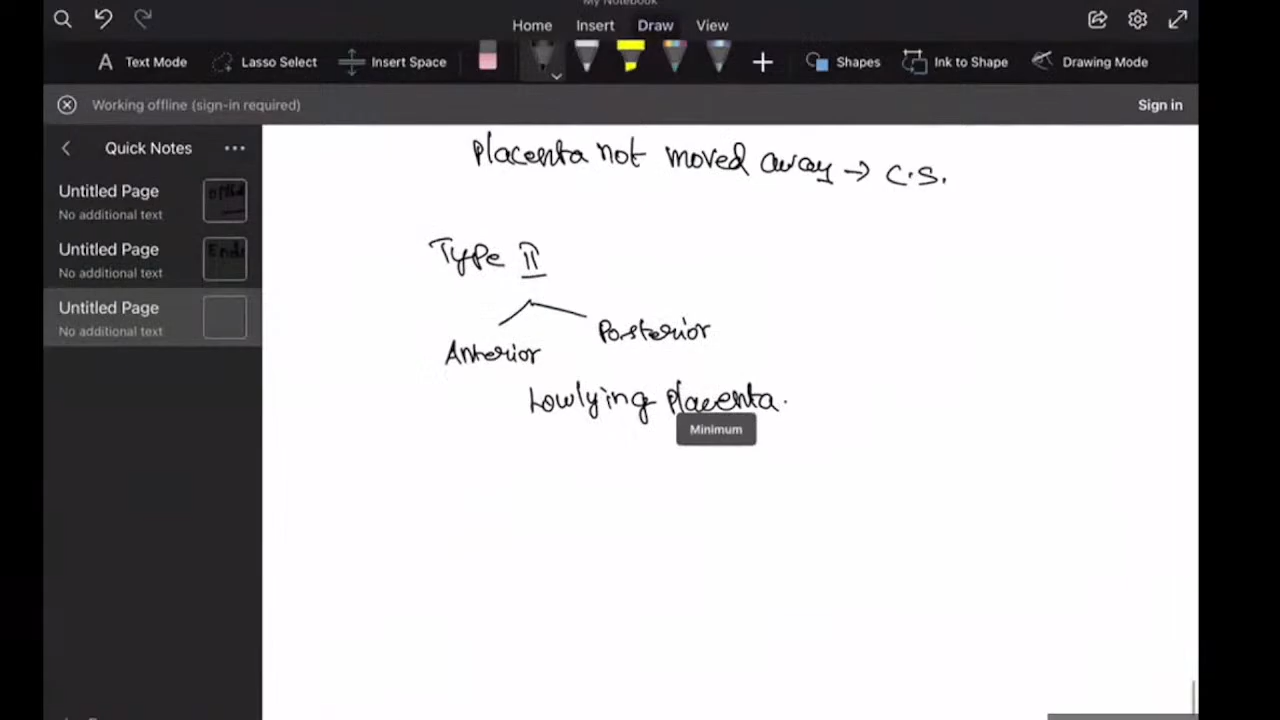 My Notebook
Home Insert Draw View
Text Mode Lasso Select Insert Space Shapes Ink to Shape Drawing Mode
Working offline (sign-in required) Sign in
Quick Notes
Untitled Page
No additional text
Untitled Page
No additional text
Untitled Page
No additional text
Placenta not moved away → C.S.
Type II
Anterior Posterior
Lowlying placenta.
Minimum